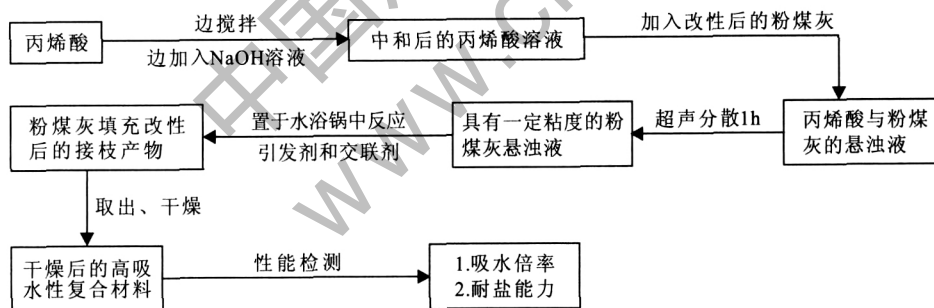 丙烯酸
边搅拌
边加入NaOH溶液
中和后的丙烯酸溶液
加入改性后的粉煤灰
丙烯酸与粉煤
灰的悬浊液
超声分散1h
具有一定粘度的粉
煤灰悬浊液
置于水浴锅中反应
引发剂和交联剂
粉煤灰填充改性
后的接枝产物
取出、干燥
干燥后的高吸
水性复合材料
性能检测
1.吸水倍率
2.耐盐能力
中国
www.c